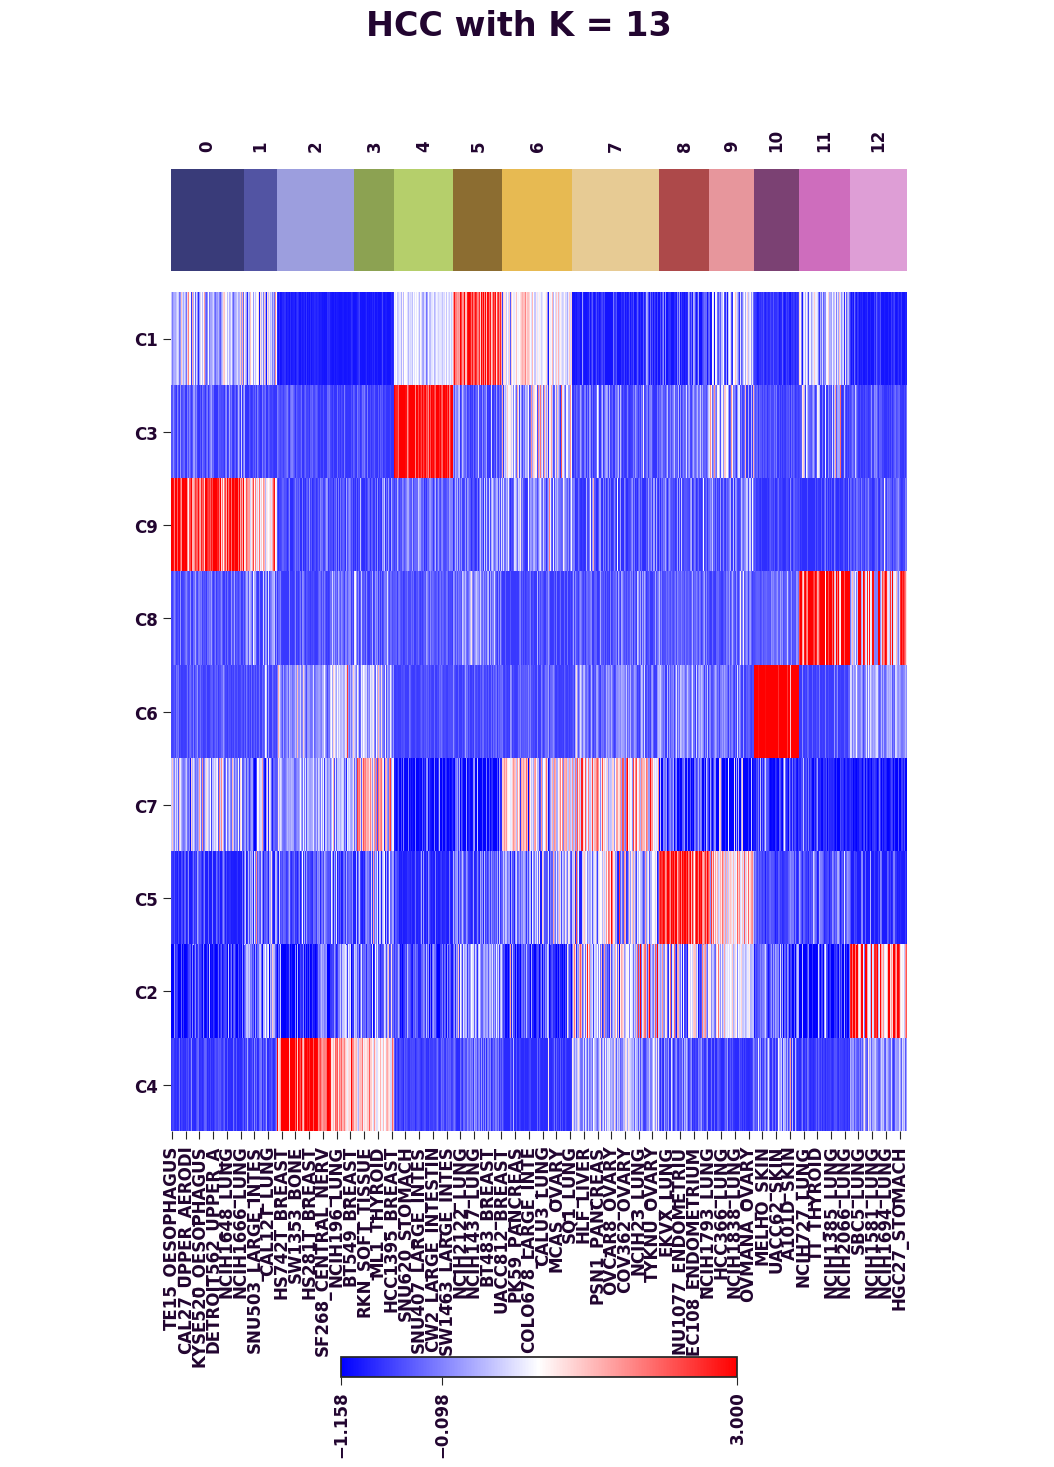 HCC with K = 13
0
1
2
3
4
5
6
7
8
9
10
11
12
C1
C3
C9
C8
C6
C7
C5
C2
C4
TE15_OESOPHAGUS
CAL27_UPPER_AERODI
KYSE520_OESOPHAGUS
DETROIT562_UPPER_A
NCIH1648_LUNG
NCIH1666_LUNG
SNU503_LARGE_INTES
CAL12T_LUNG
HS742T_BREAST
SW1353_BONE
HS281T_BREAST
SF268_CENTRAL_NERV
NCIH196_LUNG
BT549_BREAST
RKN_SOFT_TISSUE
ML1_THYROID
HCC1395_BREAST
SNU620_STOMACH
SNU407_LARGE_INTES
CW2_LARGE_INTESTIN
SW1463_LARGE_INTES
NCIH2122_LUNG
NCIH1437_LUNG
BT483_BREAST
UACC812_BREAST
PK59_PANCREAS
COLO678_LARGE_INTE
CALU3_LUNG
MCAS_OVARY
SQ1_LUNG
HLF_LIVER
PSN1_PANCREAS
OVCAR8_OVARY
COV362_OVARY
NCIH23_LUNG
TYKNU_OVARY
EKVX_LUNG
SNU1077_ENDOMETRIU
HEC108_ENDOMETRIUM
NCIH1793_LUNG
HCC366_LUNG
NCIH1838_LUNG
OVMANA_OVARY
MELHO_SKIN
UACC62_SKIN
A101D_SKIN
NCIH727_LUNG
TT_THYROID
NCIH1385_LUNG
NCIH2066_LUNG
SBC5_LUNG
NCIH1581_LUNG
NCIH1694_LUNG
HGC27_STOMACH
−1.158
−0.098
3.000